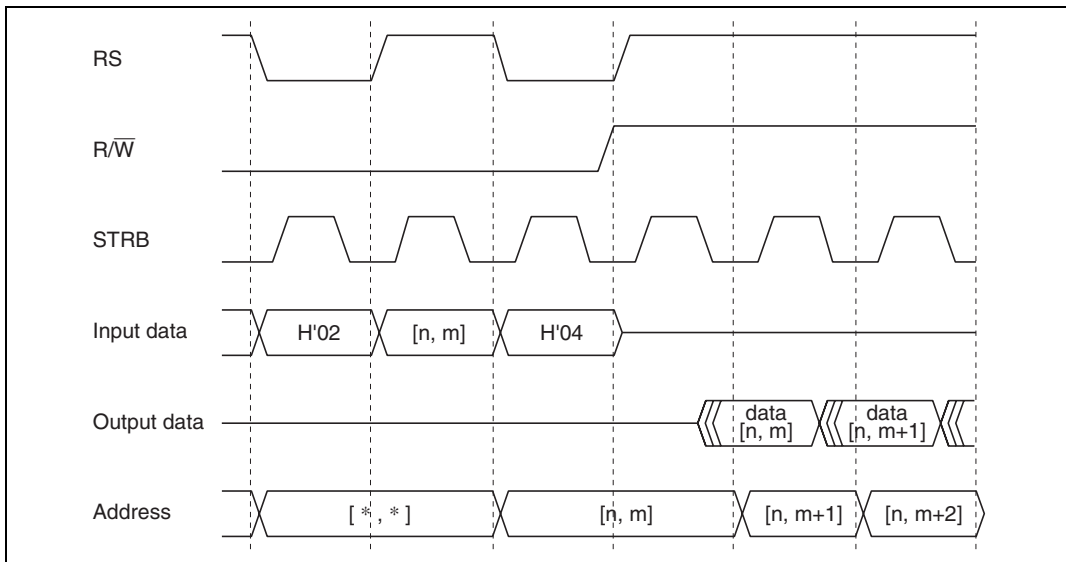 RS
R/W̅
STRB
Input data H'02 [n, m] H'04
Output data data [n, m] data [n, m+1]
Address [ * , * ] [n, m] [n, m+1] [n, m+2]